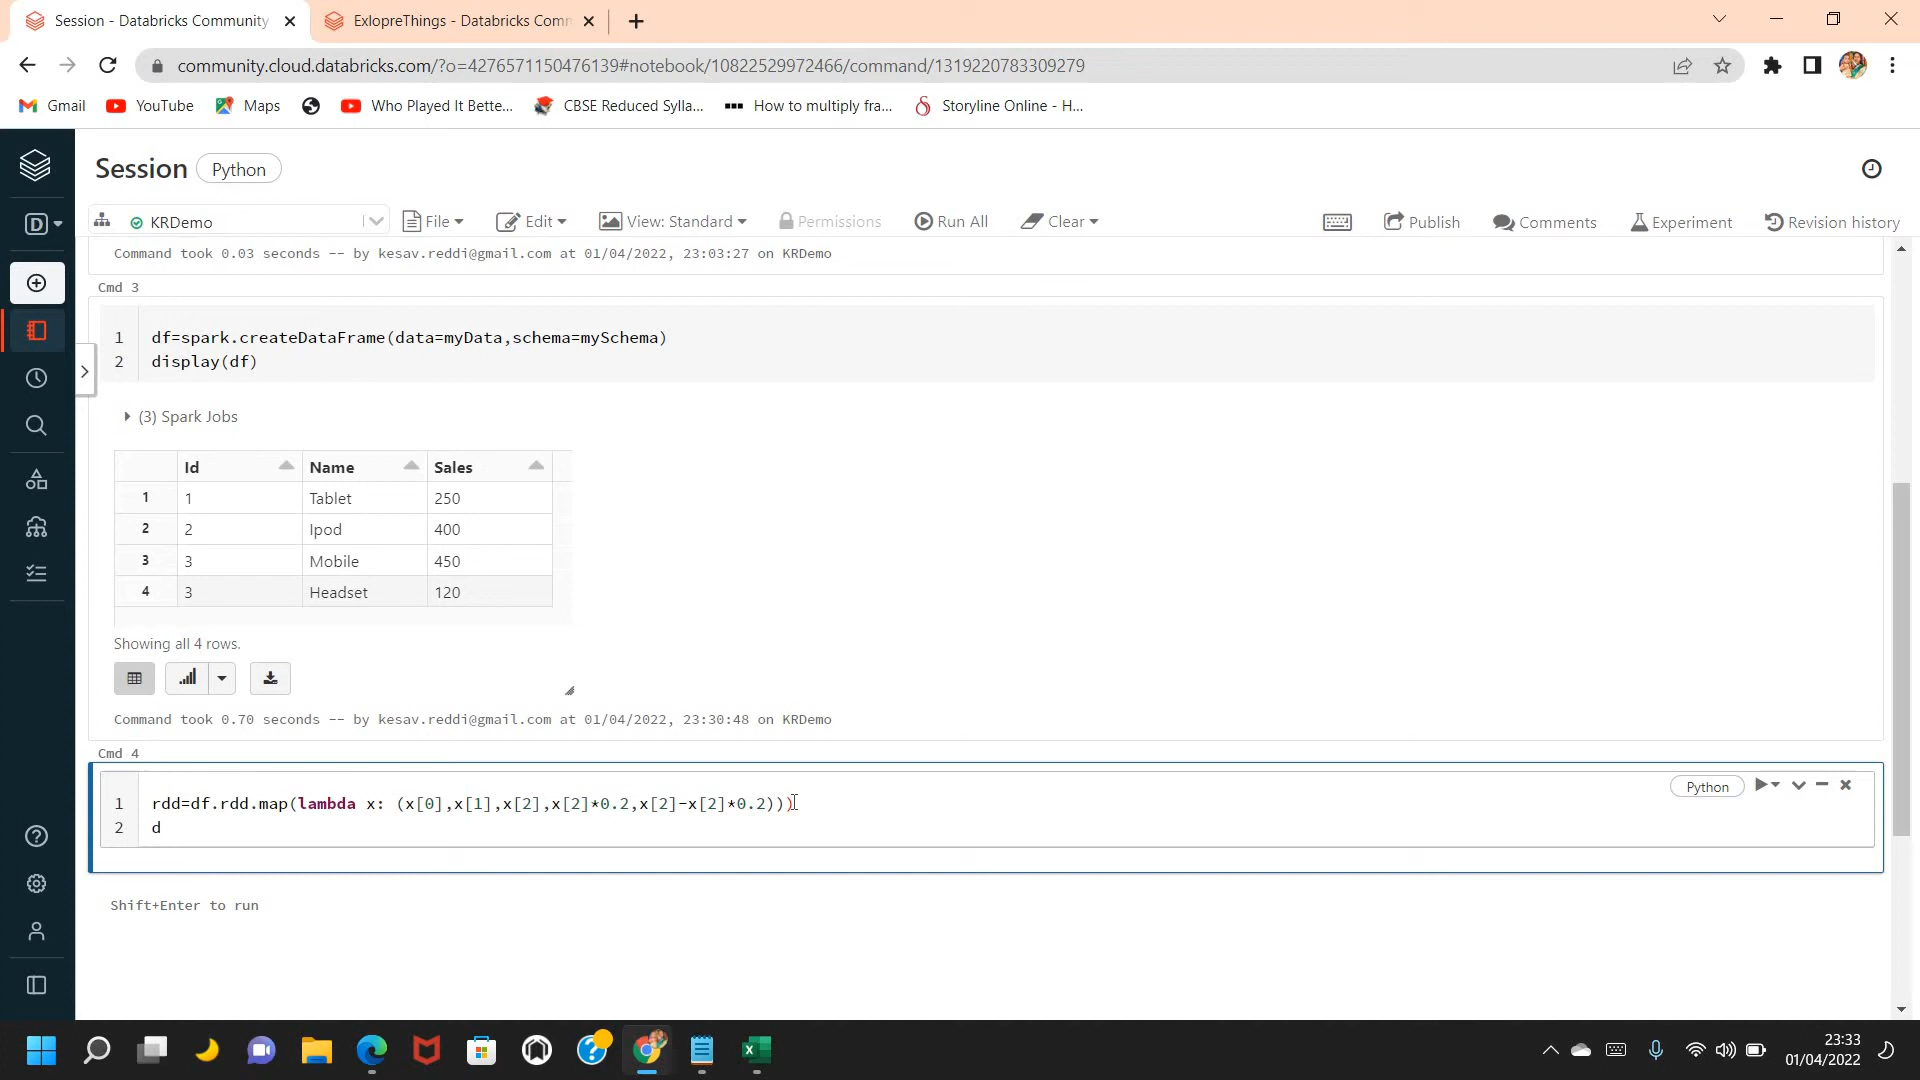 Session - Databricks Community
ExlopreThings - Databricks Comm
community.cloud.databricks.com/?o=4276571150476139#notebook/10822529972466/command/1319220783309279
Gmail YouTube Maps Who Played It Bette... CBSE Reduced Sylla... How to multiply fra... Storyline Online - H...
Session Python
D
KRDemo File Edit View: Standard Permissions Run All Clear Publish Comments Experiment Revision history
Command took 0.03 seconds -- by kesav.reddi@gmail.com at 01/04/2022, 23:03:27 on KRDemo
Cmd 3
1 df=spark.createDataFrame(data=myData,schema=mySchema)
2 display(df)
(3) Spark Jobs
Id Name Sales
1 1 Tablet 250
2 2 Ipod 400
3 3 Mobile 450
4 3 Headset 120
Showing all 4 rows.
Command took 0.70 seconds -- by kesav.reddi@gmail.com at 01/04/2022, 23:30:48 on KRDemo
Cmd 4
Python
1 rdd=df.rdd.map(lambda x: (x[0],x[1],x[2],x[2]*0.2,x[2]-x[2]*0.2)))
2 d
Shift+Enter to run
23:33
01/04/2022